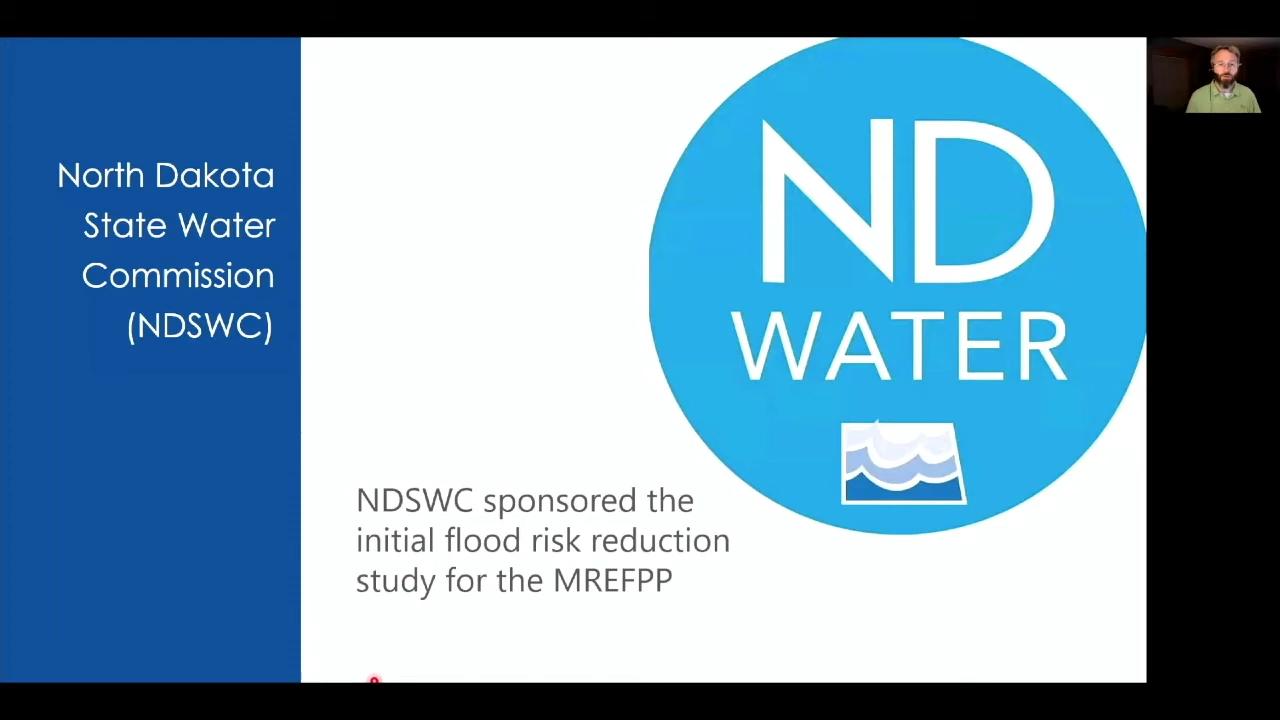 North Dakota
State Water
Commission
(NDSWC)
ND
WATER
NDSWC sponsored the
initial flood risk reduction
study for the MREFPP